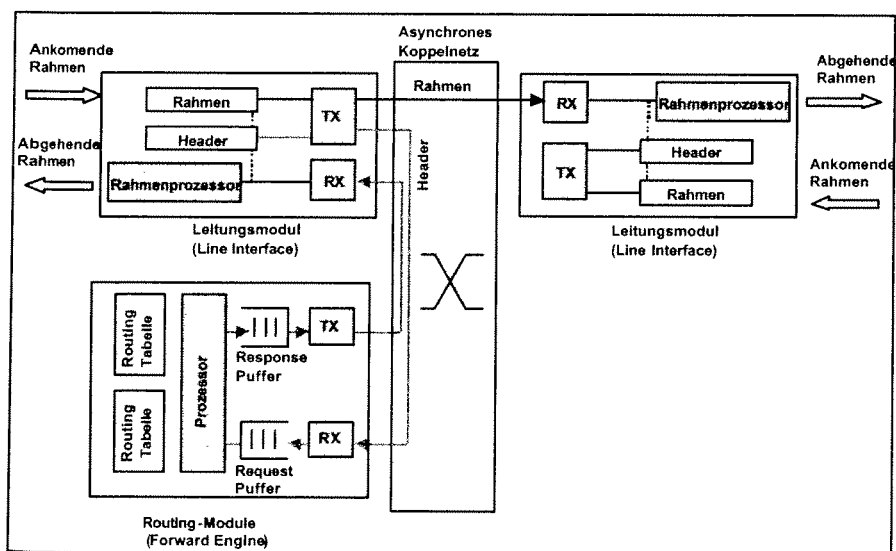 Asynchrones
Koppelnetz
Ankomende
Rahmen
Abgehende
Rahmen
Rahmen
Header
Rahmenprozessor
TX
RX
Leitungsmodul
(Line Interface)
Rahmen
Header
RX
TX
Rahmenprozessor
Header
Rahmen
Leitungsmodul
(Line Interface)
Abgehende
Rahmen
Ankomende
Rahmen
Routing
Tabelle
Routing
Tabelle
Prozessor
Response
Puffer
TX
Request
Puffer
RX
Routing-Module
(Forward Engine)